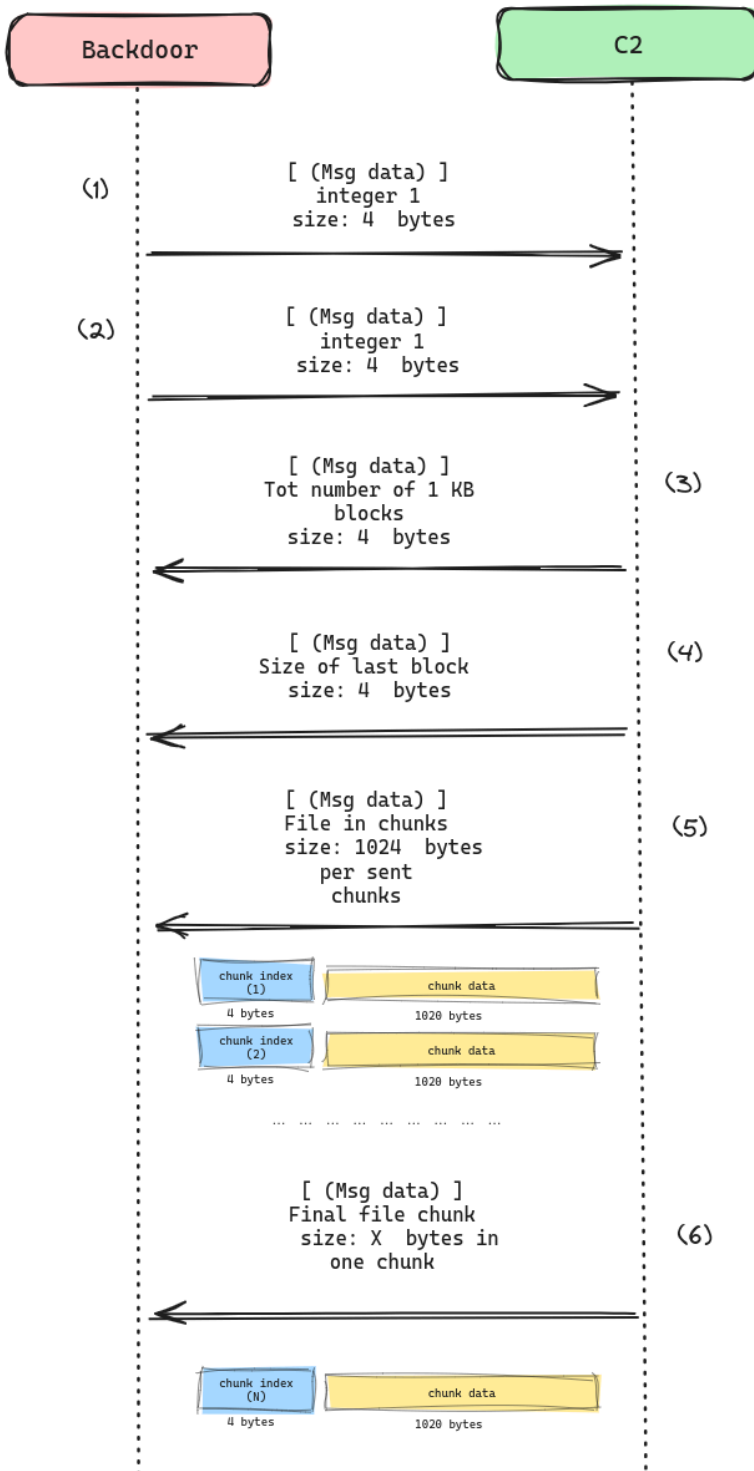 Backdoor
C2
(1)
[ (Msg data) ]
integer 1
size: 4 bytes
(2)
[ (Msg data) ]
integer 1
size: 4 bytes
(3)
[ (Msg data) ]
Tot number of 1 KB
blocks
size: 4 bytes
(4)
[ (Msg data) ]
Size of last block
size: 4 bytes
(5)
[ (Msg data) ]
File in chunks
size: 1024 bytes
per sent
chunks
chunk index
(1)
chunk data
4 bytes
1020 bytes
chunk index
(2)
chunk data
4 bytes
1020 bytes
... ... ... ... ... ... ... ... ...
(6)
[ (Msg data) ]
Final file chunk
size: X bytes in
one chunk
chunk index
(N)
chunk data
4 bytes
1020 bytes